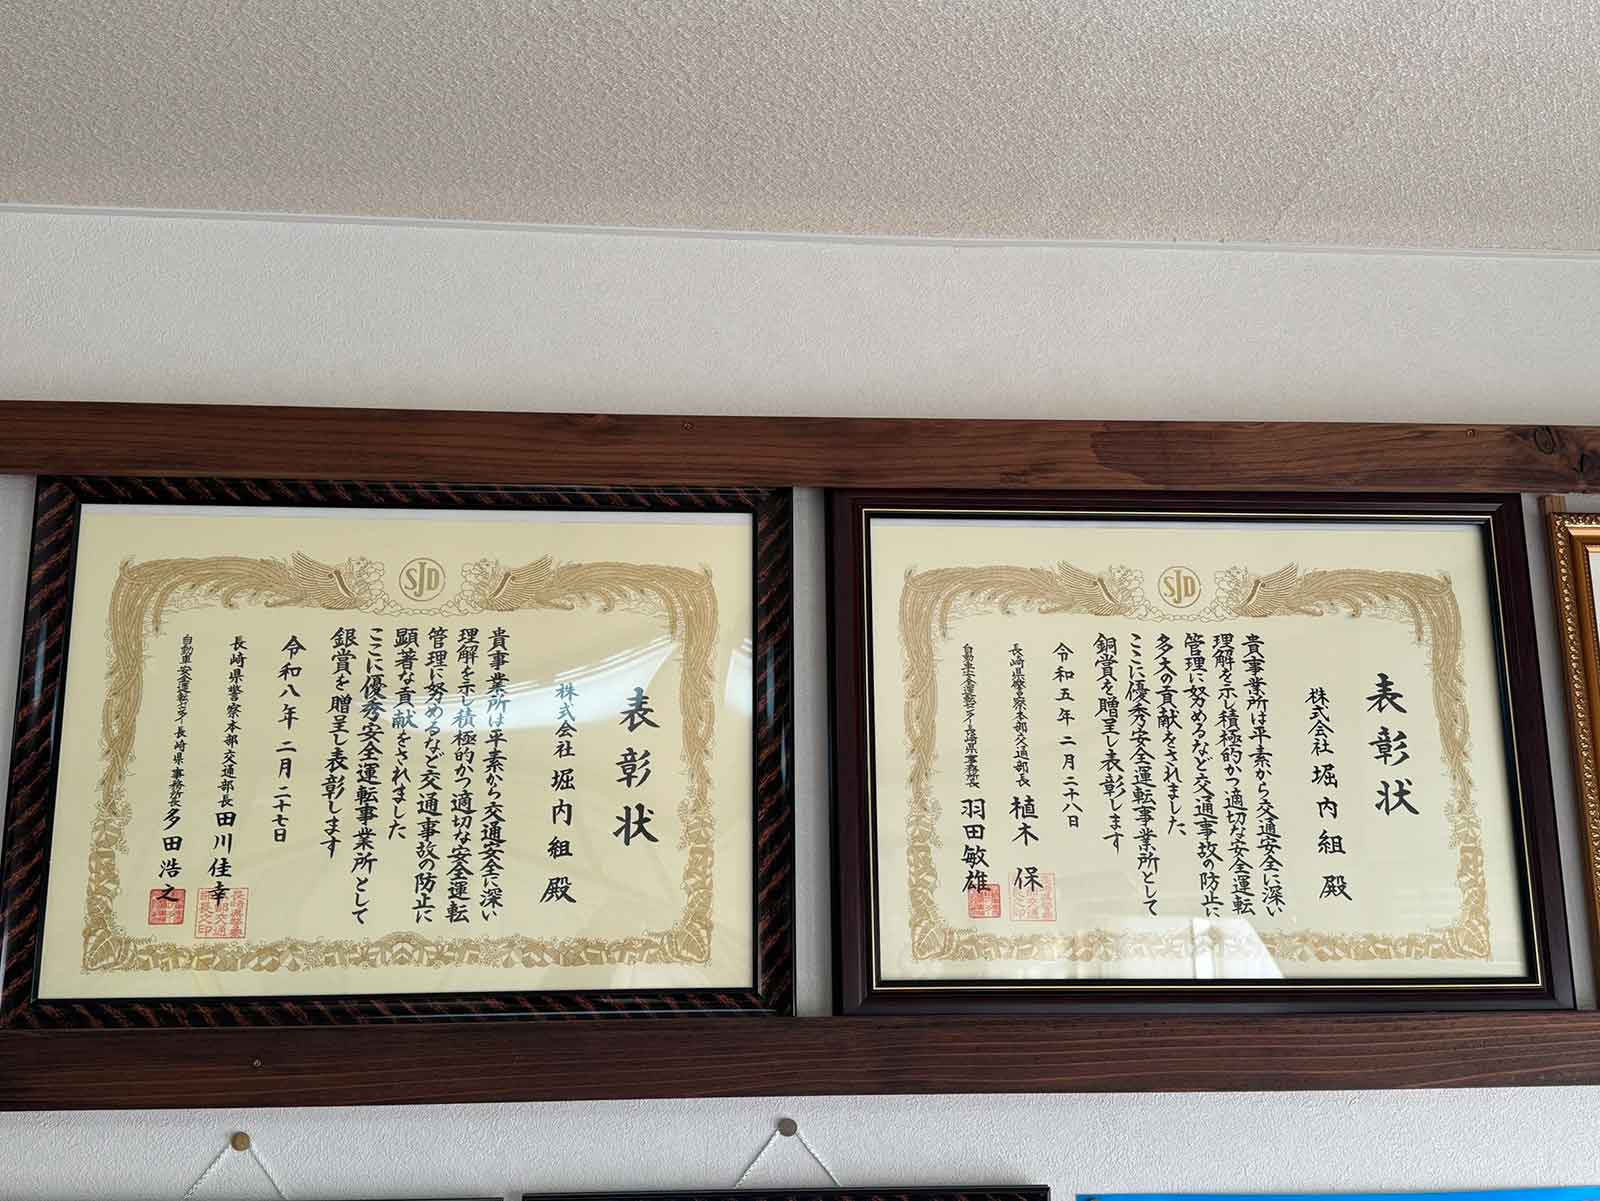 SJD
表彰状
株式会社 堀内組 殿
貴事業所は平素から交通安全に深い
理解を示し積極的かつ適切な安全運転
管理に努めるなど交通事故の防止に
顕著な貢献をされました
ここに優秀安全運転事業所として
銀賞を贈呈し表彰します
令和八年二月二十七日
長崎県警察本部交通部長 田川佳幸
自動車安全運転センター長崎県事務所長 多田浩之
SJD
表彰状
株式会社 堀内組 殿
貴事業所は平素から交通安全に深い
理解を示し積極的かつ適切な安全運転
管理に努めるなど交通事故の防止に
多大の貢献をされました
ここに優秀安全運転事業所として
銅賞を贈呈し表彰します
令和五年二月二十八日
長崎県警察本部交通部長 植木保
自動車安全運転センター長崎県事務所長 羽田敏雄